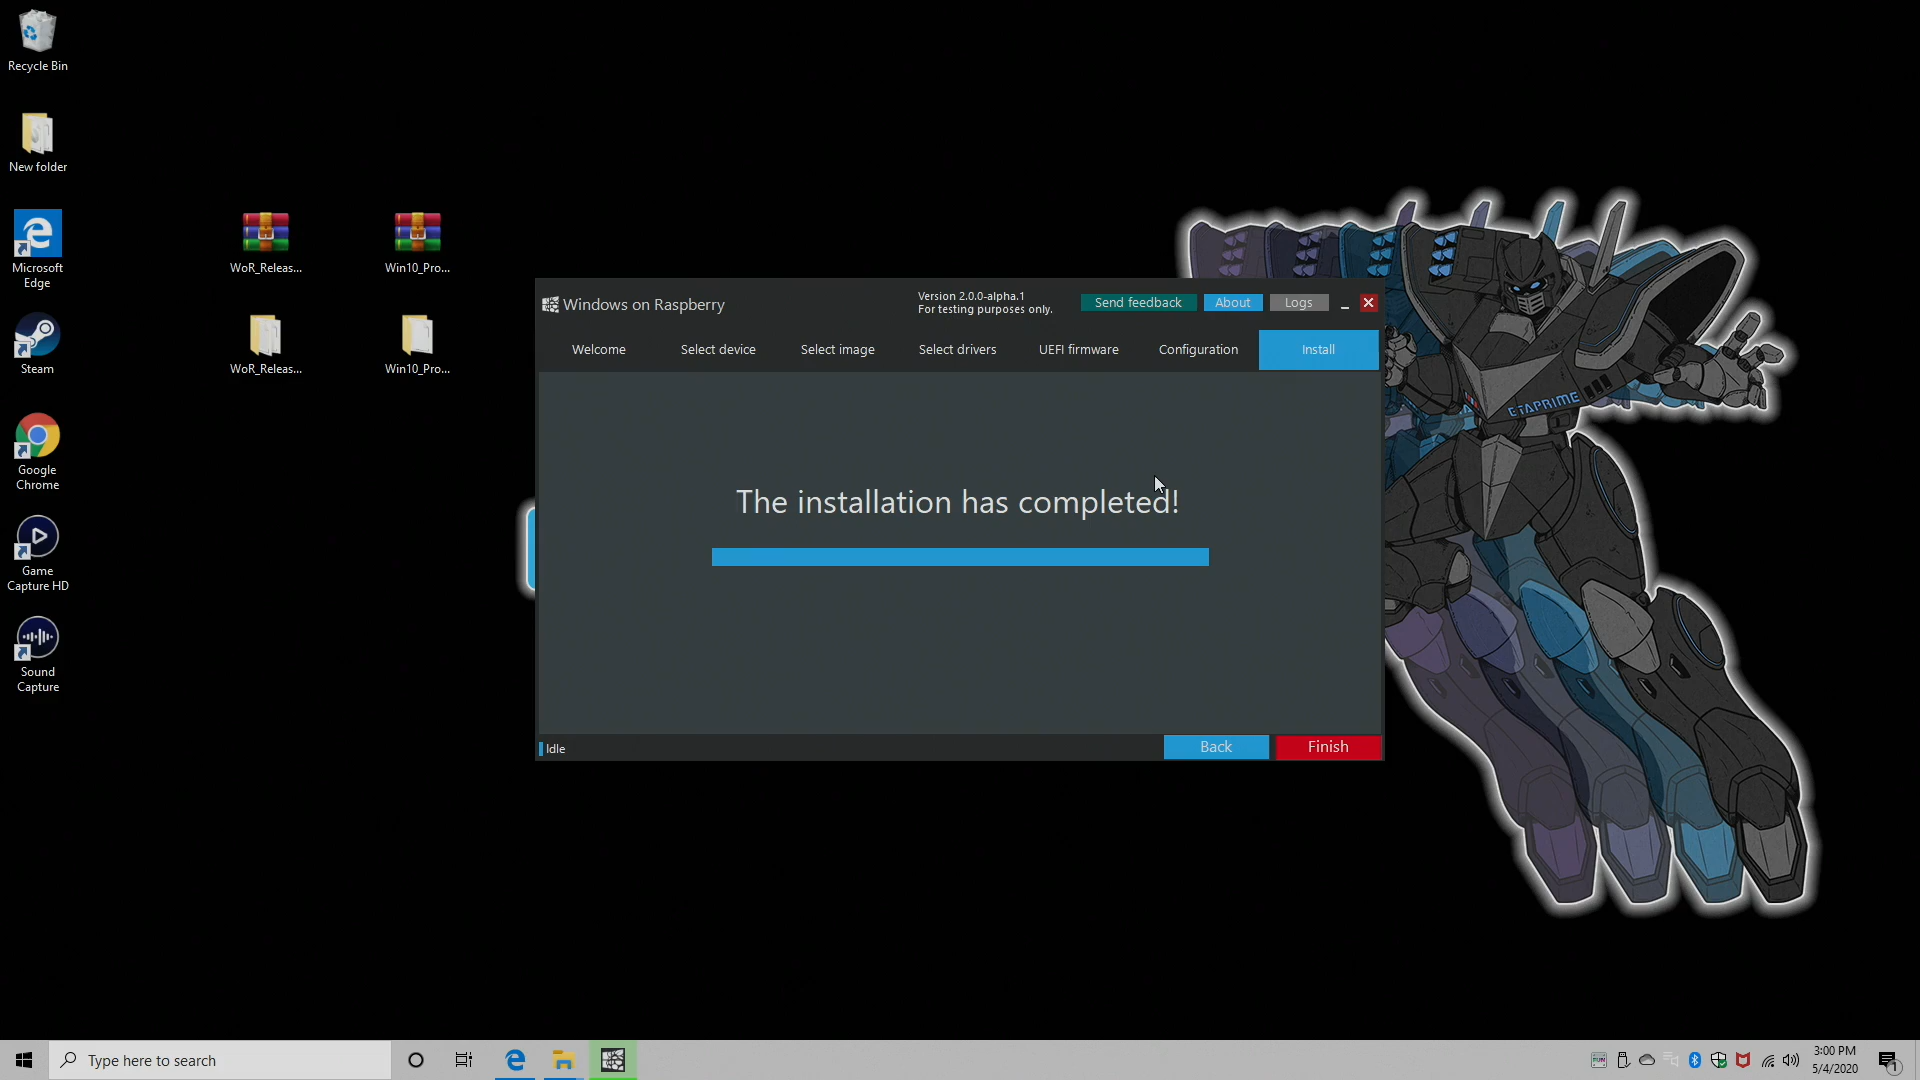 Recycle Bin
New folder
Microsoft
Edge
Steam
Google
Chrome
Game
Capture HD
Sound
Capture
WoR_Releas...
Win10_Pro...
WoR_Releas...
Win10_Pro...
Windows on Raspberry
Version 2.0.0-alpha.1
For testing purposes only.
Send feedback
About
Logs
Welcome
Select device
Select image
Select drivers
UEFI firmware
Configuration
Install
The installation has completed!
Idle
Back
Finish
ETAPRIME
Type here to search
3:00 PM
5/4/2020
1